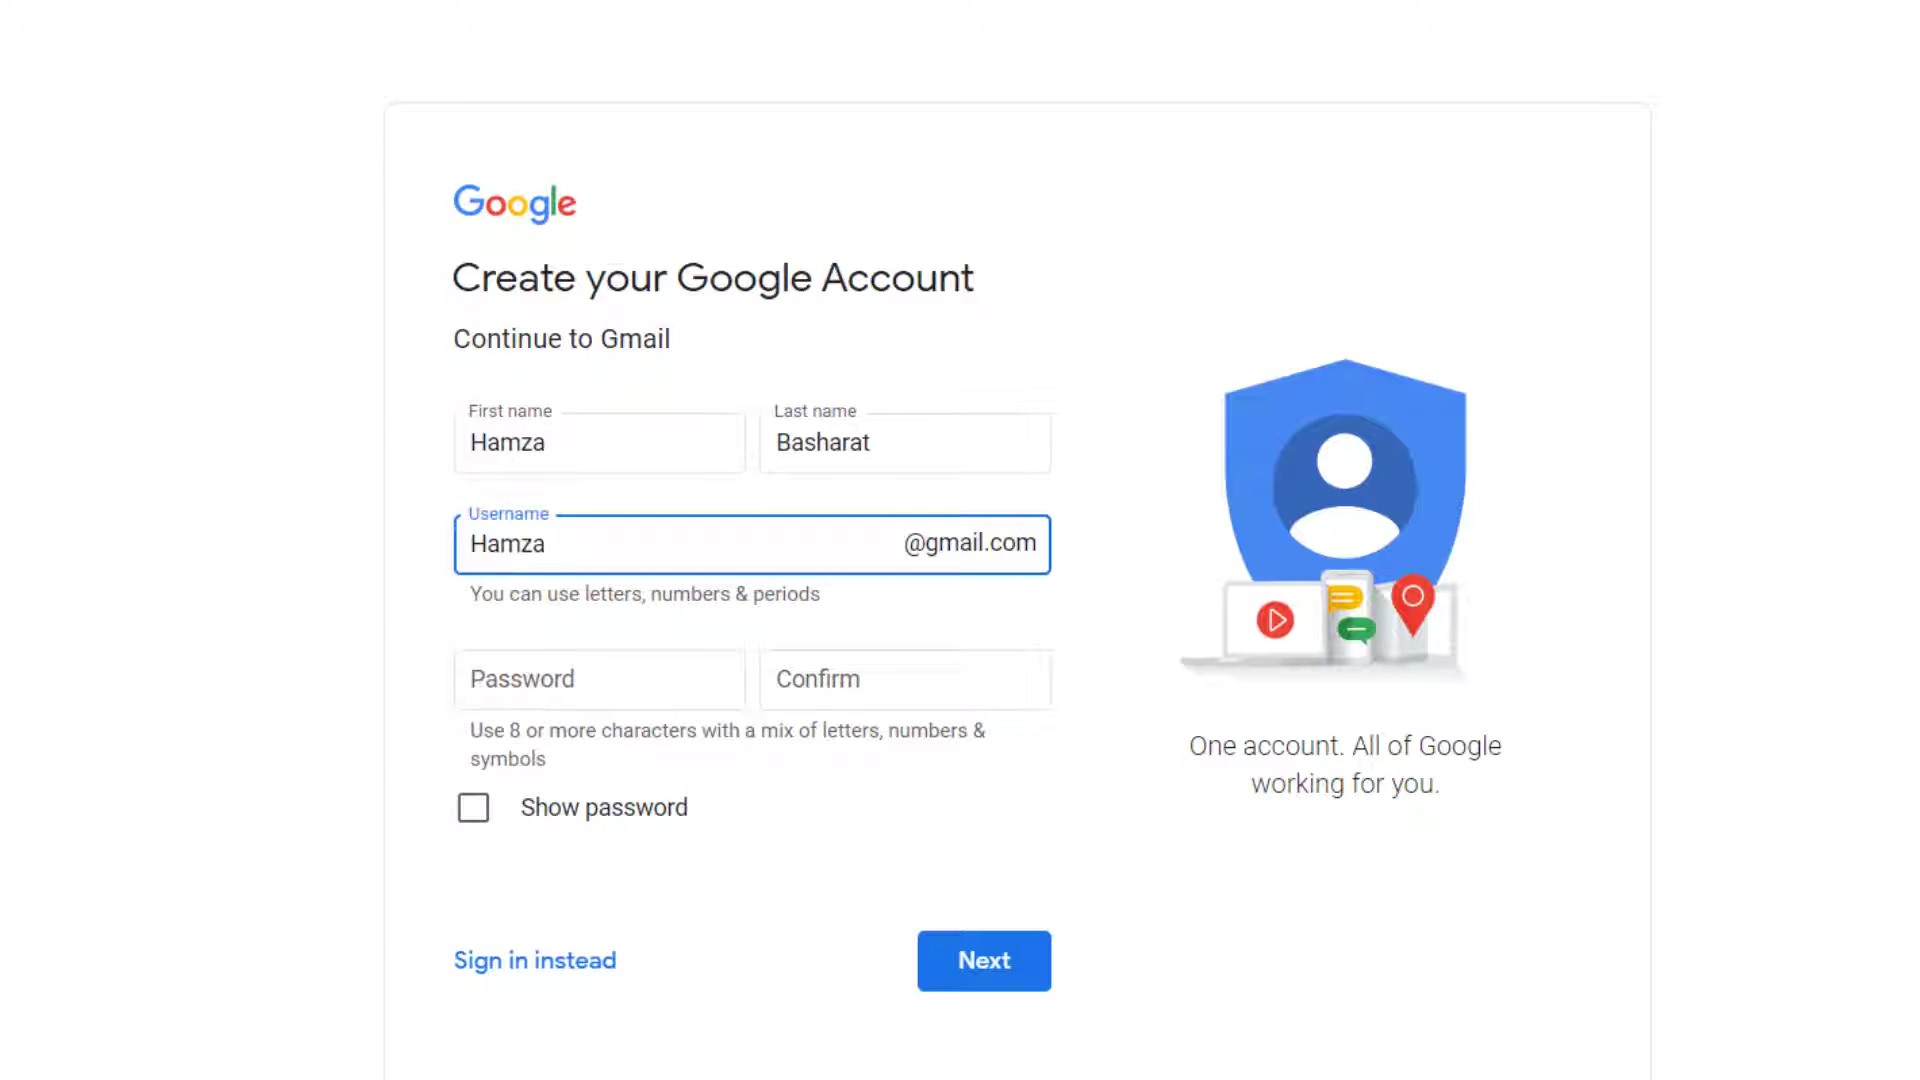 Google
Create your Google Account
Continue to Gmail
First name
Hamza
Last name
Basharat
Username
Hamza
@gmail.com
You can use letters, numbers & periods
Password
Confirm
Use 8 or more characters with a mix of letters, numbers &
symbols
Show password
Sign in instead
Next
One account. All of Google
working for you.